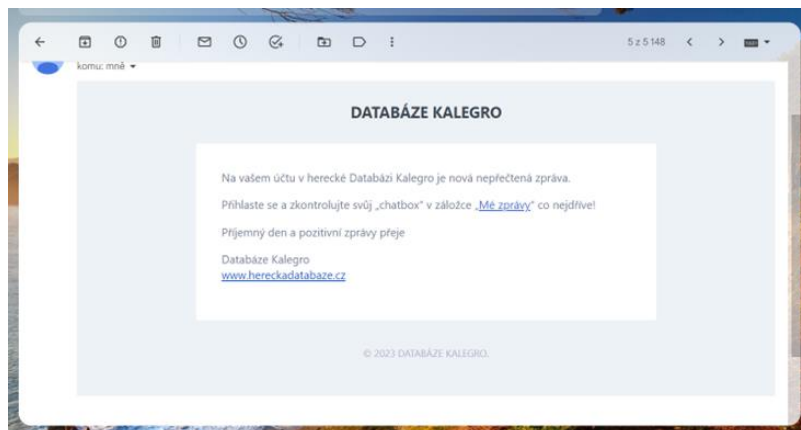 5 z 5 148
komu: mně
DATABÁZE KALEGRO
Na vašem účtu v herecké Databázi Kalegro je nová nepřečtená zpráva.
Přihlaste se a zkontrolujte svůj „chatbox" v záložce „Mé zprávy" co nejdříve!
Příjemný den a pozitivní zprávy přeje
Databáze Kalegro
www.hereckadatabaze.cz
© 2023 DATABÁZE KALEGRO.